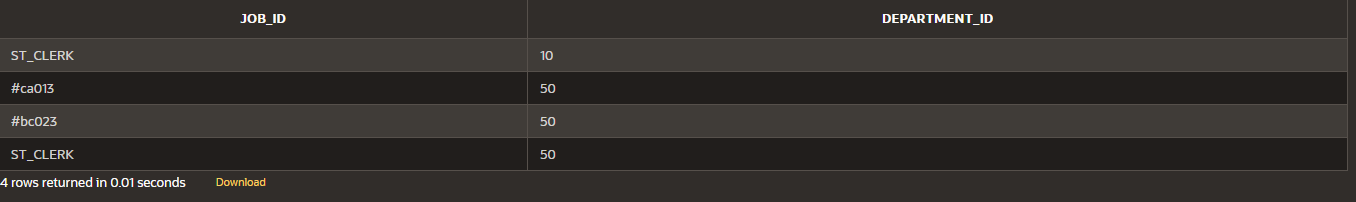 JOB_ID DEPARTMENT_ID
ST_CLERK 10
#ca013 50
#bc023 50
ST_CLERK 50
4 rows returned in 0.01 seconds Download